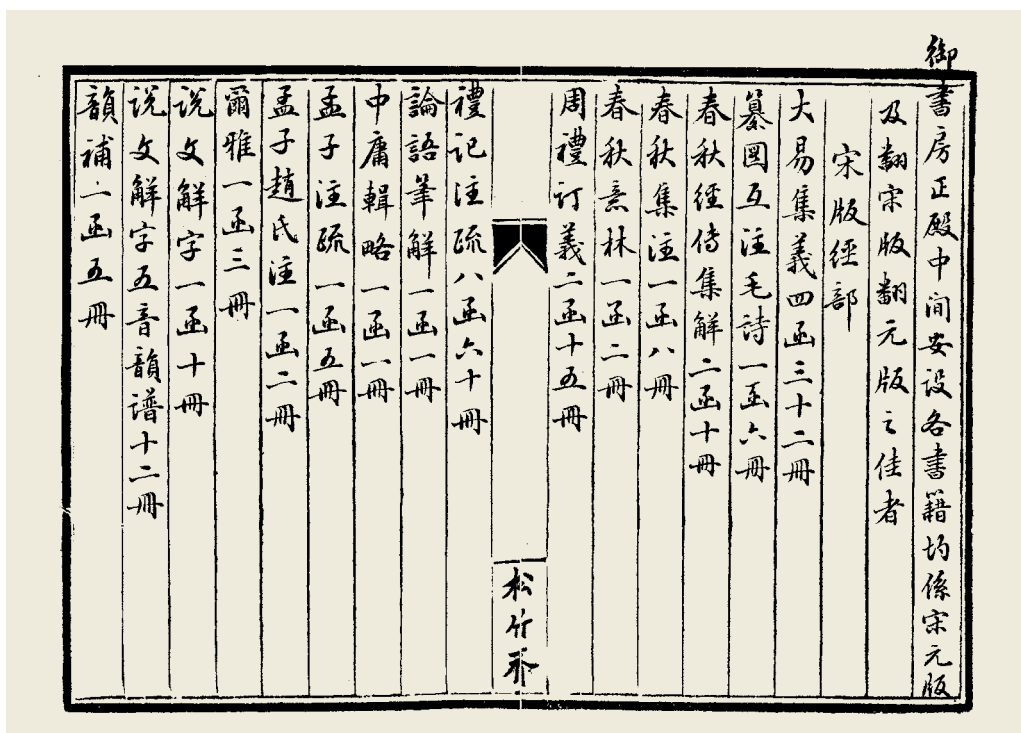 御書房正殿中間安設各書籍均係宋元版
及翻宋版翻元版之佳者
宋版經部
大易集義四函三十二冊
纂圖互注毛詩一函六冊
春秋經傳集解二函十冊
春秋集注一函八冊
春秋意林一函二冊
周禮訂義二函十五冊
松竹齋
禮記注疏八函六十冊
論語筆解一函一冊
中庸輯略一函一冊
孟子注疏一函五冊
孟子趙氏注一函二冊
爾雅一函三冊
說文解字一函十冊
說文解字五音韻譜十二冊
韻補一函五冊